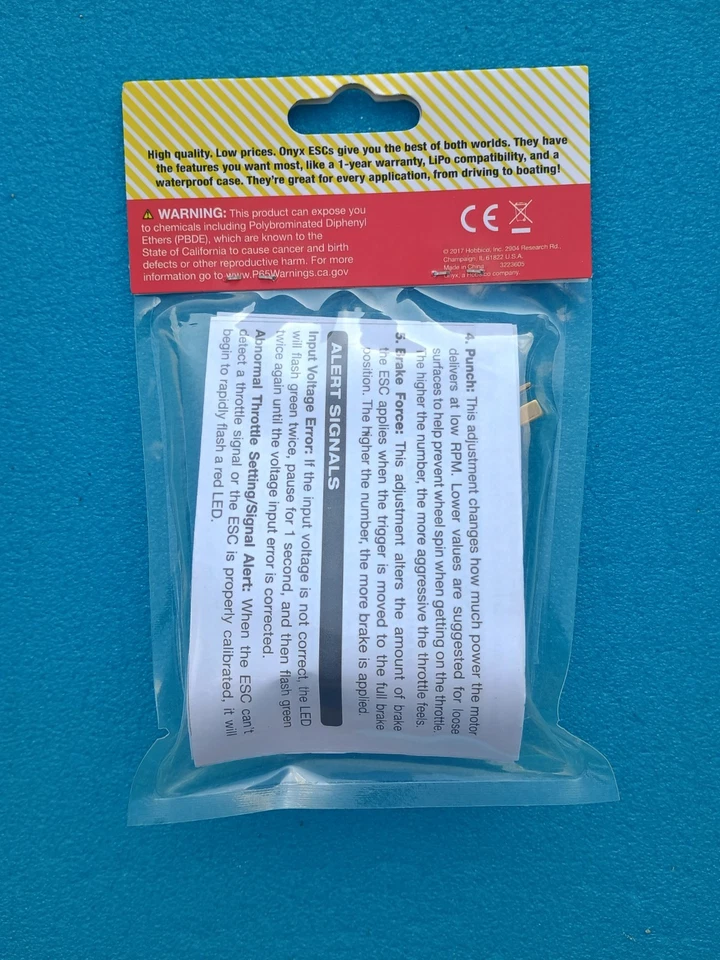 High quality. Low prices. Onyx ESCs give you the best of both worlds. They have
the features you want most, like a 1-year warranty, LiPo compatibility, and a
waterproof case. They're great for every application, from driving to boating!
WARNING: This product can expose you
to chemicals including Polybrominated Diphenyl
Ethers (PBDE), which are known to the
State of California to cause cancer and birth
defects or other reproductive harm. For more
information go to www.P65Warnings.ca.gov
CE
© 2017 Hobbico, Inc. 2904 Research Rd.,
Champaign, IL 61822 U.S.A.
Made in China 3223605
Onyx, a Hobbico company.
4. Punch: This adjustment changes how much power the motor
delivers at low RPM. Lower values are suggested for loose
surfaces to help prevent wheel spin when getting on the throttle.
The higher the number, the more aggressive the throttle feels.
5. Brake Force: This adjustment alters the amount of brake
the ESC applies when the trigger is moved to the full brake
position. The higher the number, the more brake is applied.
ALERT SIGNALS
Input Voltage Error: If the input voltage is not correct, the LED
will flash green twice, pause for 1 second, and then flash green
twice again until the voltage input error is corrected.
Abnormal Throttle Setting/Signal Alert: When the ESC can't
detect a throttle signal or the ESC is properly calibrated, it will
begin to rapidly flash a red LED.